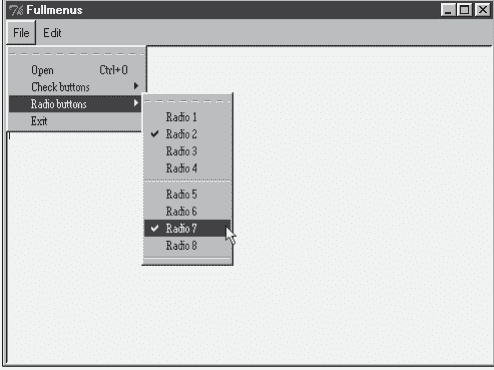 Fullmenus
File Edit
Open Ctrl+O
Check buttons
Radio buttons
Exit
Radio 1
Radio 2
Radio 3
Radio 4
Radio 5
Radio 6
Radio 7
Radio 8